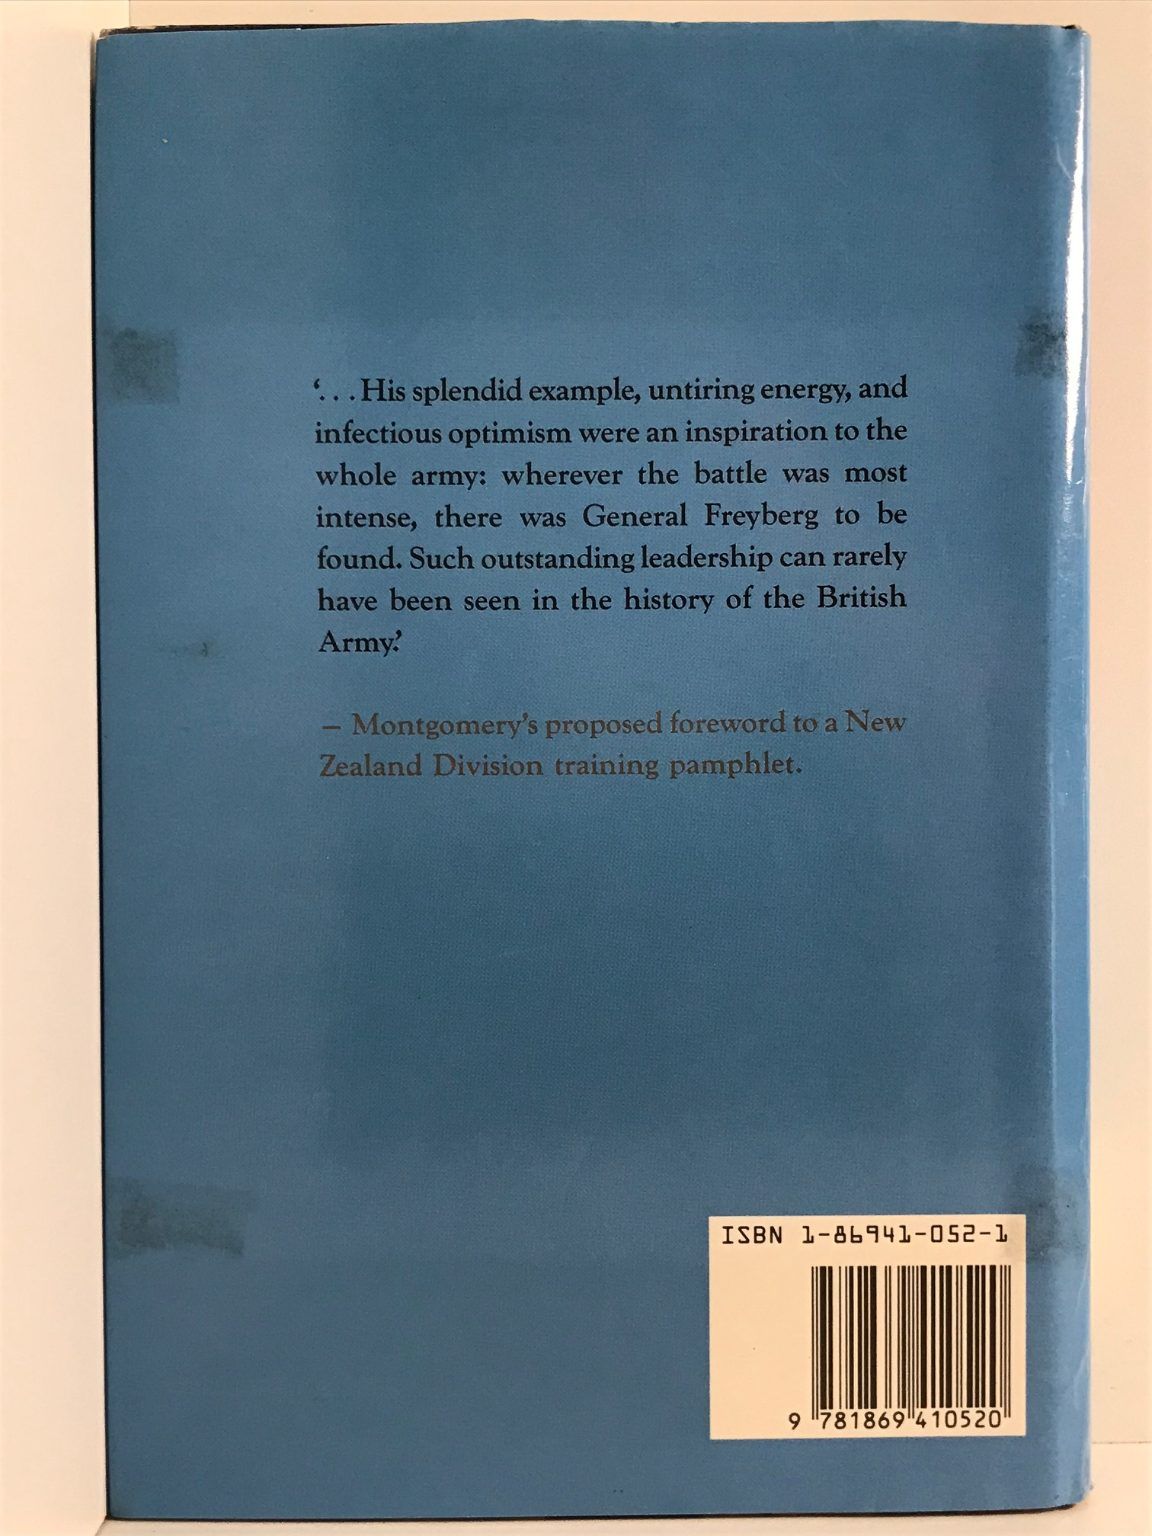 ‘. . . His splendid example, untiring energy, and
infectious optimism were an inspiration to the
whole army: wherever the battle was most
intense, there was General Freyberg to be
found. Such outstanding leadership can rarely
have been seen in the history of the British
Army.’
— Montgomery's proposed foreword to a New
Zealand Division training pamphlet.
ISBN 1-86941-052-1
9 781869 410520